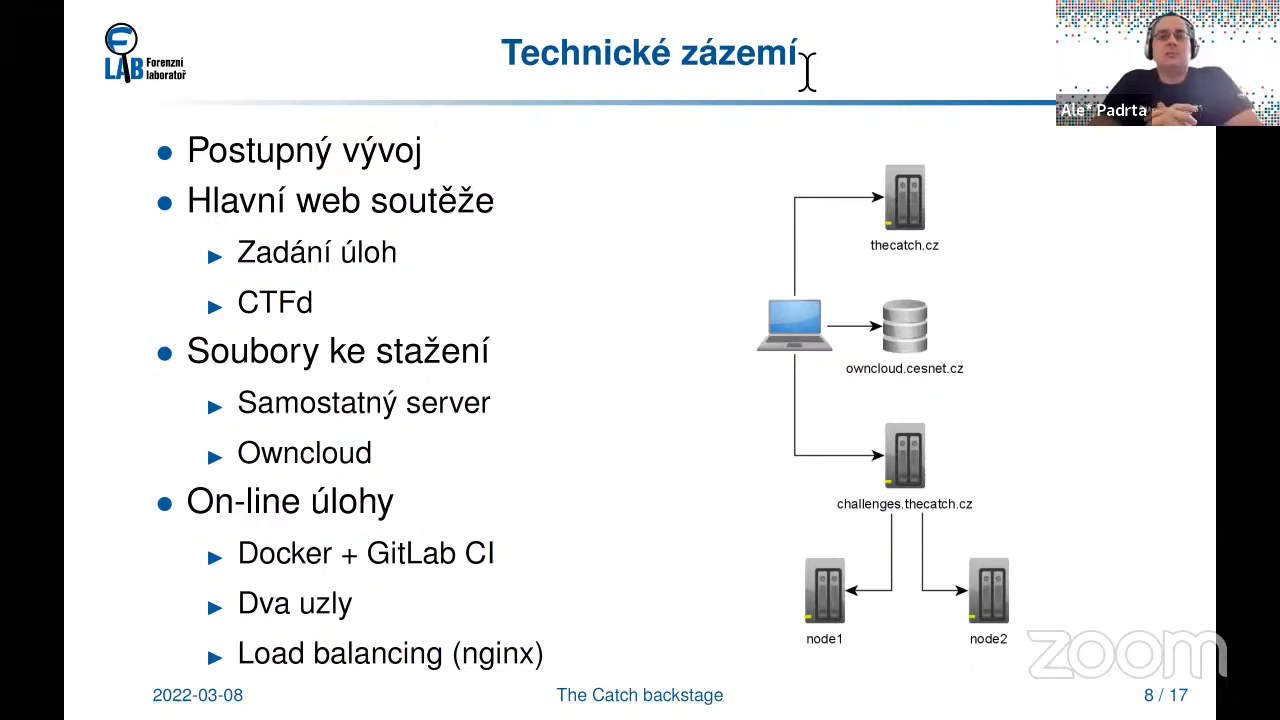 LAB Forenzní
laboratoř
Technické zázemí
Ale* Padrta
Postupný vývoj
Hlavní web soutěže
Zadání úloh
CTFd
Soubory ke stažení
Samostatný server
Owncloud
On-line úlohy
Docker + GitLab CI
Dva uzly
Load balancing (nginx)
thecatch.cz
owncloud.cesnet.cz
challenges.thecatch.cz
node1
node2
zoom
2022-03-08
The Catch backstage
8 / 17